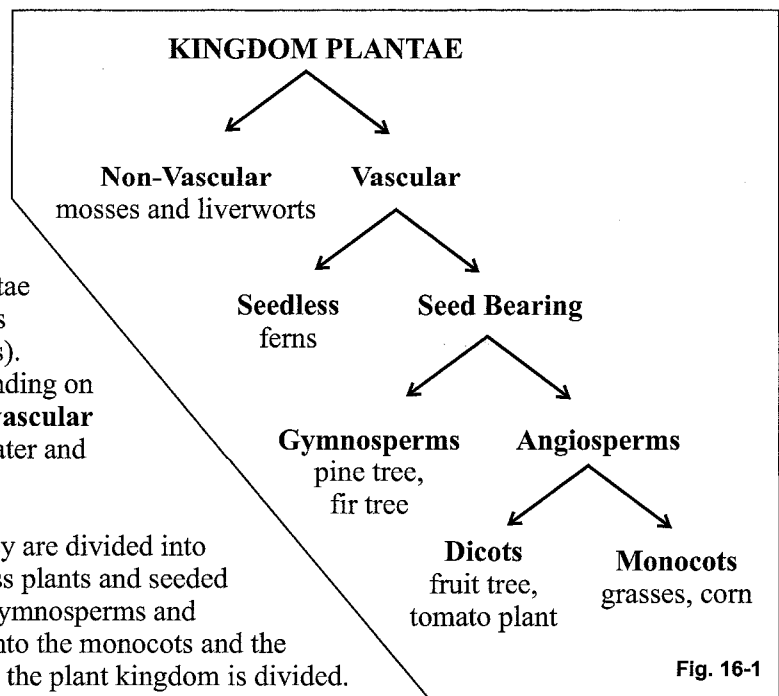 KINGDOM PLANTAE
Non-Vascular Vascular
mosses and liverworts
Seedless Seed Bearing
ferns
Gymnosperms Angiosperms
pine tree,
fir tree
Dicots Monocots
fruit tree, grasses, corn
tomato plant
Fig. 16-1
nding on
vascular
ater and
y are divided into
ss plants and seeded
ymnosperms and
nto the monocots and the
the plant kingdom is divided.